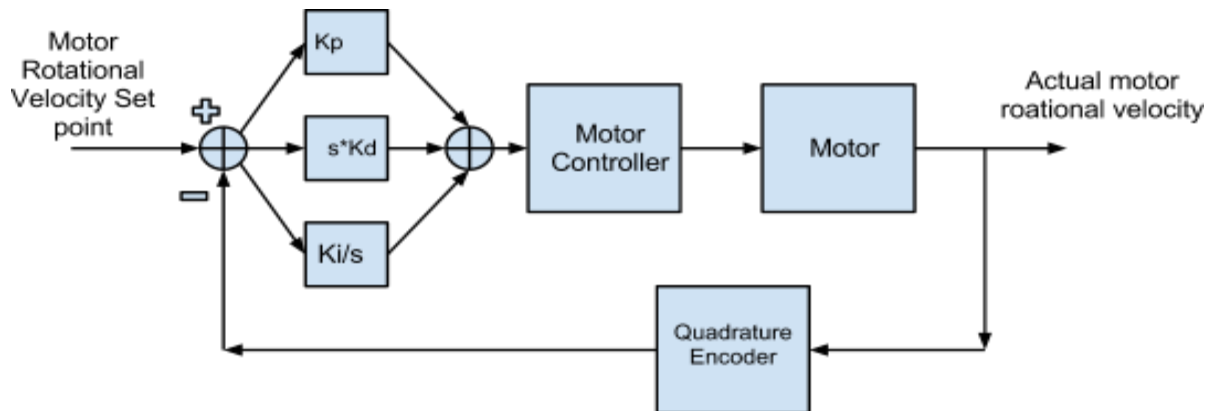 Motor
Rotational
Velocity Set
point
+
−
Kp
s*Kd
Ki/s
Motor
Controller
Motor
Actual motor
roational velocity
Quadrature
Encoder